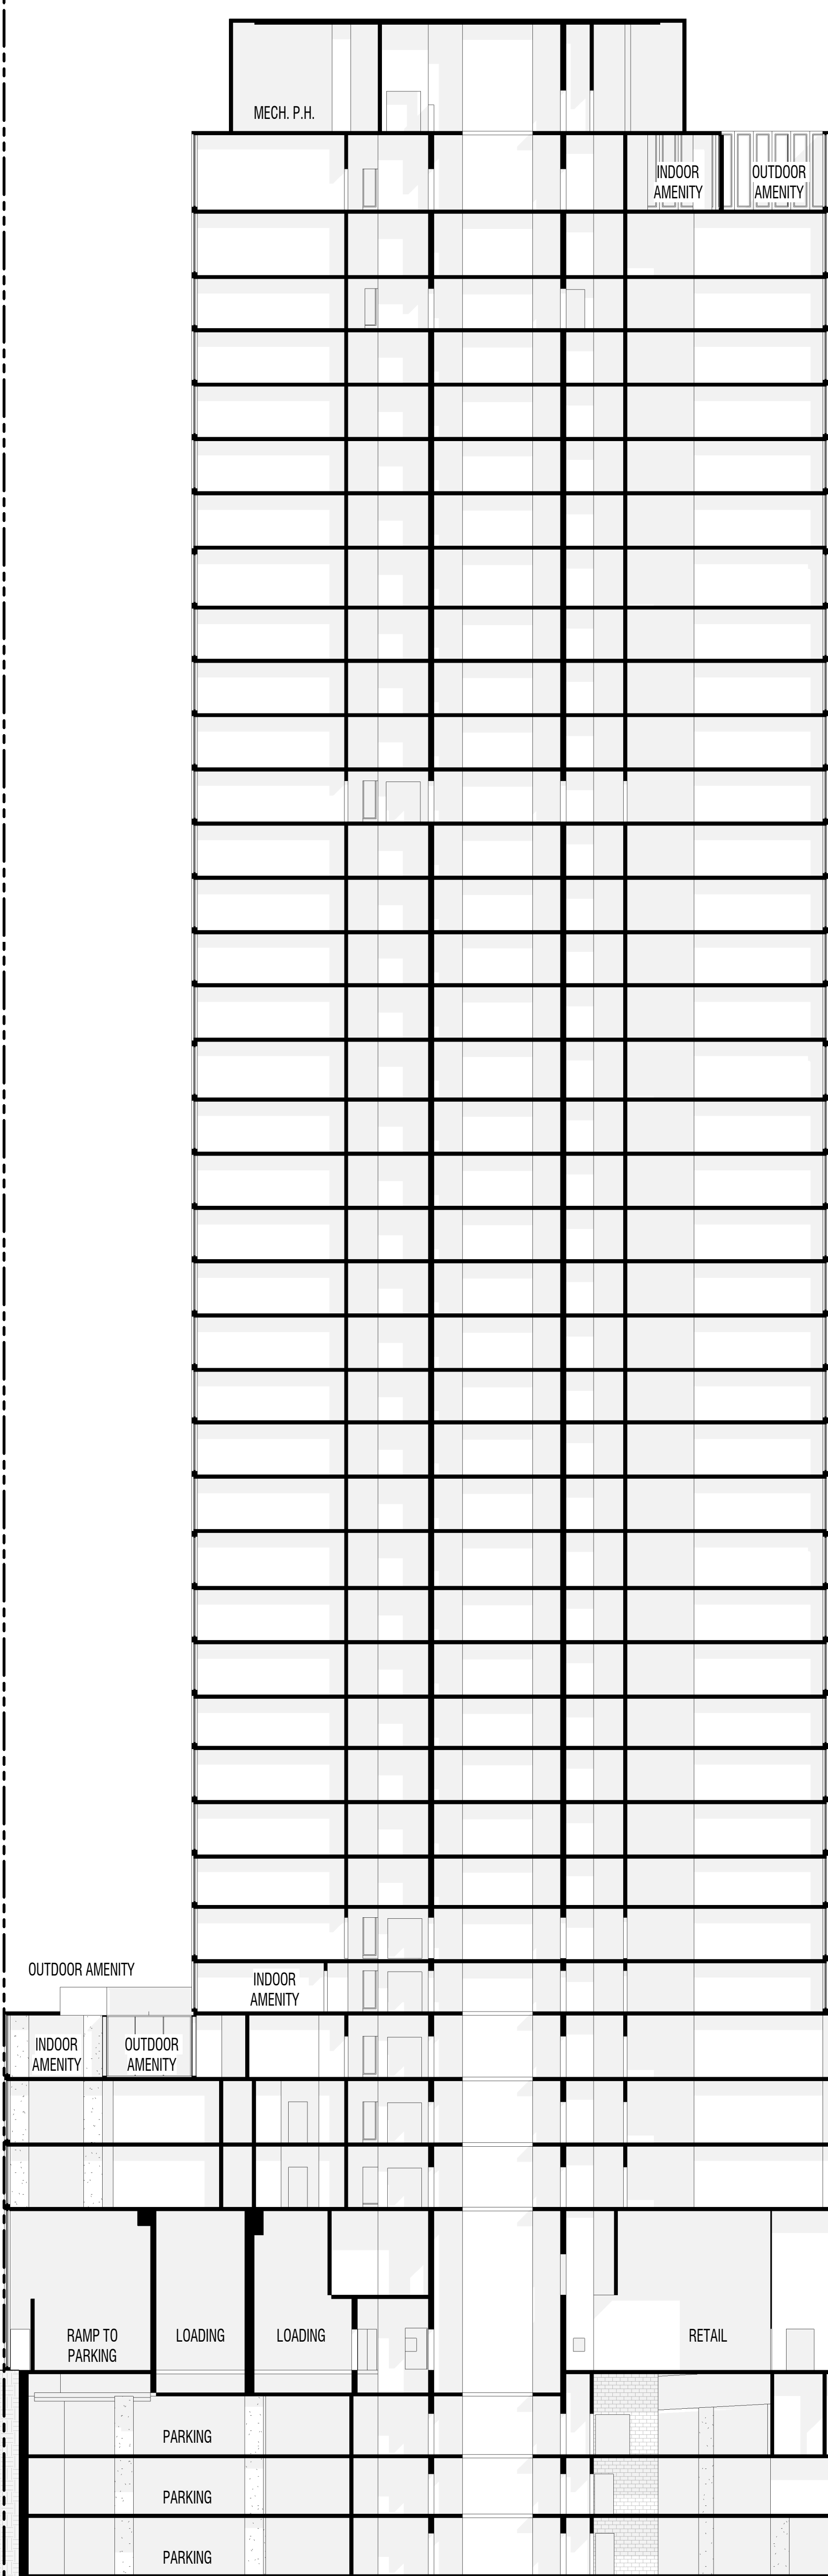 MECH. P.H.
INDOOR
AMENITY
OUTDOOR
AMENITY
OUTDOOR AMENITY
INDOOR
AMENITY
INDOOR
AMENITY
OUTDOOR
AMENITY
RAMP TO
PARKING
LOADING
LOADING
RETAIL
PARKING
PARKING
PARKING